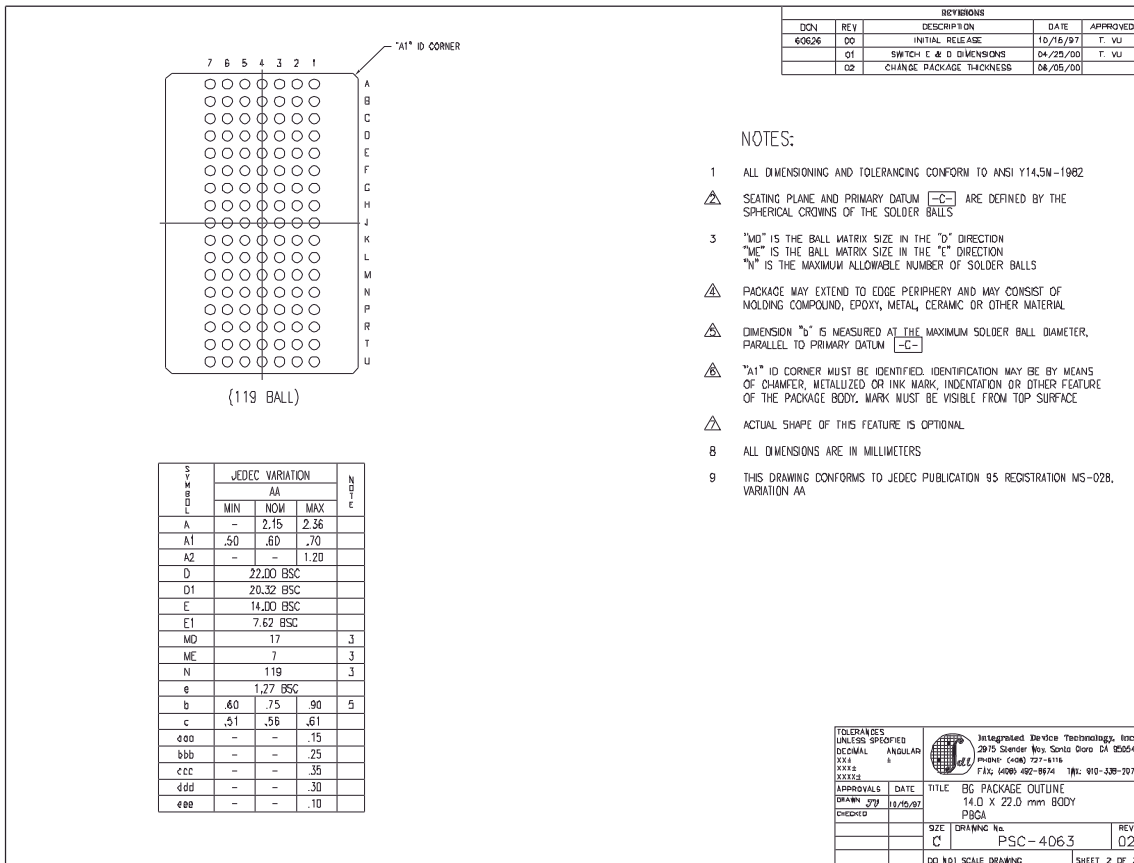 REVISIONS
DCN REV DESCRIPTION DATE APPROVED
60626 00 INITIAL RELEASE 10/15/97 T. VU
01 SWITCH E & D DIMENSIONS 04/25/00 T. VU
02 CHANGE PACKAGE THICKNESS 06/05/00
"A1" ID CORNER
7 6 5 4 3 2 1
A
B
C
D
E
F
G
H
J
K
L
M
N
P
R
T
U
(119 BALL)
NOTES:
1 ALL DIMENSIONING AND TOLERANCING CONFORM TO ANSI Y14.5M-1982
2 SEATING PLANE AND PRIMARY DATUM -C- ARE DEFINED BY THE
SPHERICAL CROWNS OF THE SOLDER BALLS
3 "MD" IS THE BALL MATRIX SIZE IN THE "D" DIRECTION
"ME" IS THE BALL MATRIX SIZE IN THE "E" DIRECTION
"N" IS THE MAXIMUM ALLOWABLE NUMBER OF SOLDER BALLS
4 PACKAGE MAY EXTEND TO EDGE PERIPHERY AND MAY CONSIST OF
MOLDING COMPOUND, EPOXY, METAL, CERAMIC OR OTHER MATERIAL
5 DIMENSION "b" IS MEASURED AT THE MAXIMUM SOLDER BALL DIAMETER,
PARALLEL TO PRIMARY DATUM -C-
6 "A1" ID CORNER MUST BE IDENTIFIED. IDENTIFICATION MAY BE BY MEANS
OF CHAMFER, METALLIZED OR INK MARK, INDENTATION OR OTHER FEATURE
OF THE PACKAGE BODY. MARK MUST BE VISIBLE FROM TOP SURFACE
7 ACTUAL SHAPE OF THIS FEATURE IS OPTIONAL
8 ALL DIMENSIONS ARE IN MILLIMETERS
9 THIS DRAWING CONFORMS TO JEDEC PUBLICATION 95 REGISTRATION MS-028,
VARIATION AA
SYMBOL JEDEC VARIATION NOTE
AA
MIN NOM MAX
A – 2.15 2.36
A1 .50 .60 .70
A2 – – 1.20
D 22.00 BSC
D1 20.32 BSC
E 14.00 BSC
E1 7.62 BSC
MD 17 3
ME 7 3
N 119 3
e 1.27 BSC
b .60 .75 .90 5
c .51 .56 .61
aaa – – .15
bbb – – .25
ccc – – .35
ddd – – .30
eee – – .10
TOLERANCES
UNLESS SPECIFIED
DECIMAL ANGULAR
XX± ±
XXX±
XXXX±
idt
Integrated Device Technology, Inc
2975 Stender Way, Santa Clara CA 95054
PHONE: (408) 727-6116
FAX: (408) 492-8674 TWX: 910-338-207
APPROVALS DATE
DRAWN 10/15/97
CHECKED
TITLE BG PACKAGE OUTLINE
14.0 X 22.0 mm BODY
PBGA
SIZE DRAWING No. REV
C PSC-4063 02
DO NOT SCALE DRAWING SHEET 2 OF